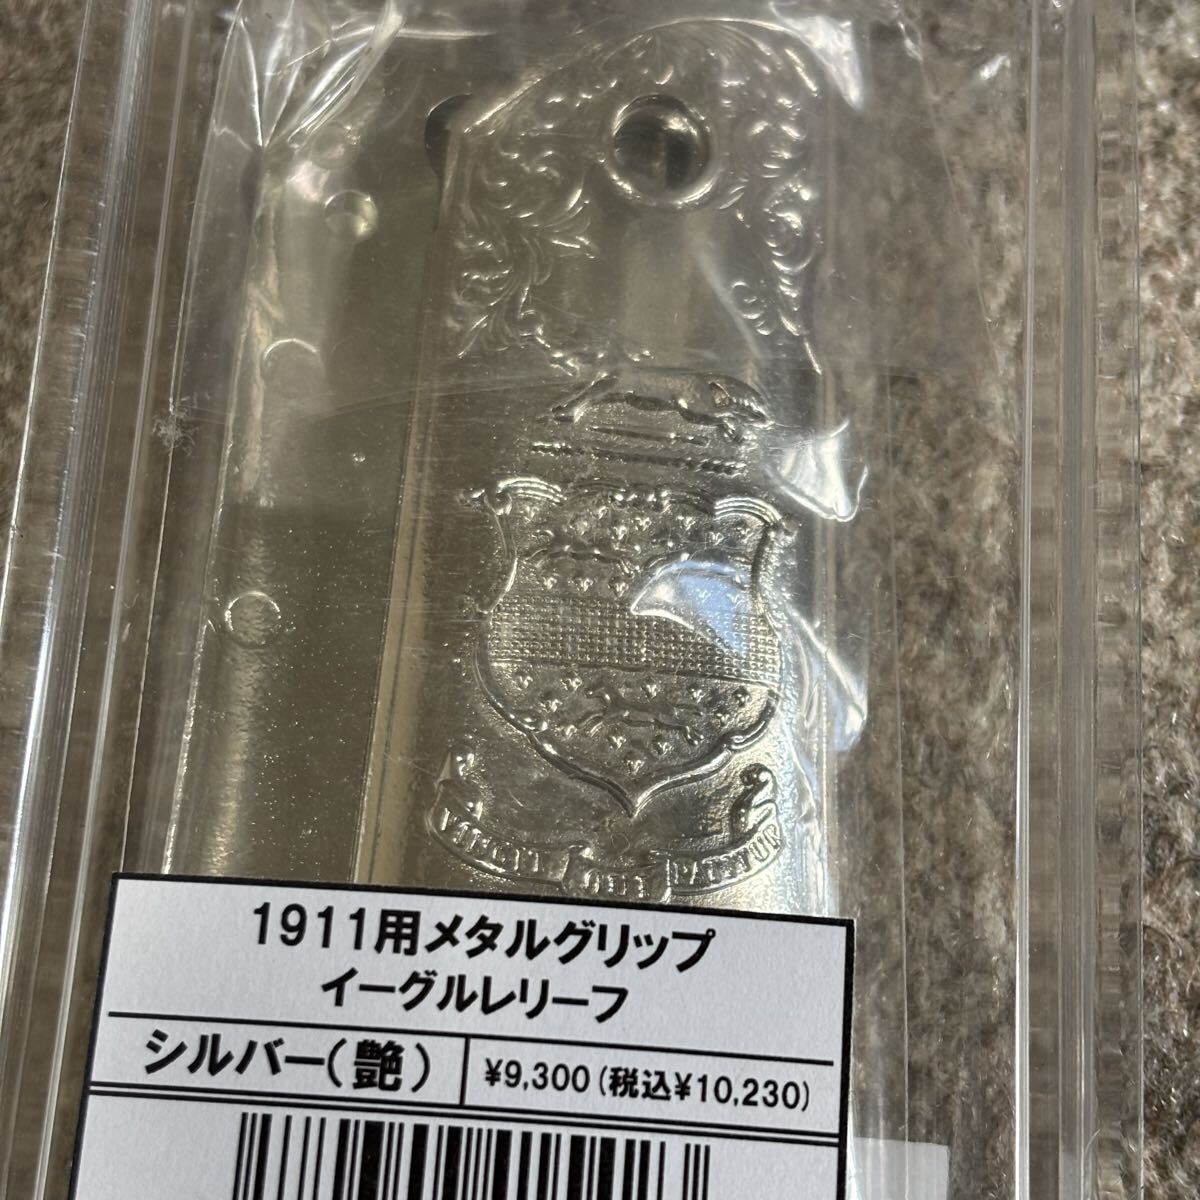 1911用メタルグリップ
イーグルレリーフ
シルバー(艶)
¥9,300(税込¥10,230)